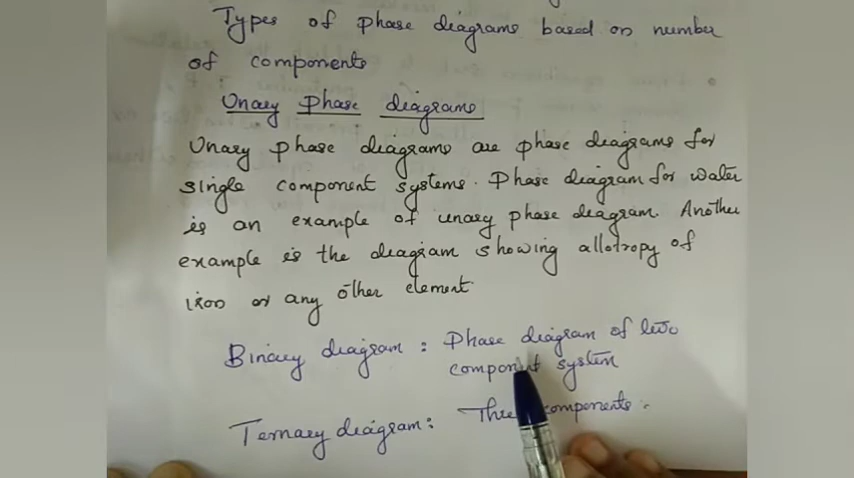 Types of phase diagrams based on number
of components
Unary Phase diagrams
Unary phase diagrams are phase diagrams for
single component systems. Phase diagram for water
is an example of unary phase diagram. Another
example is the diagram showing allotropy of
iron or any other element
Binary diagram : Phase diagram of two
component system
Ternary diagram : Three components.